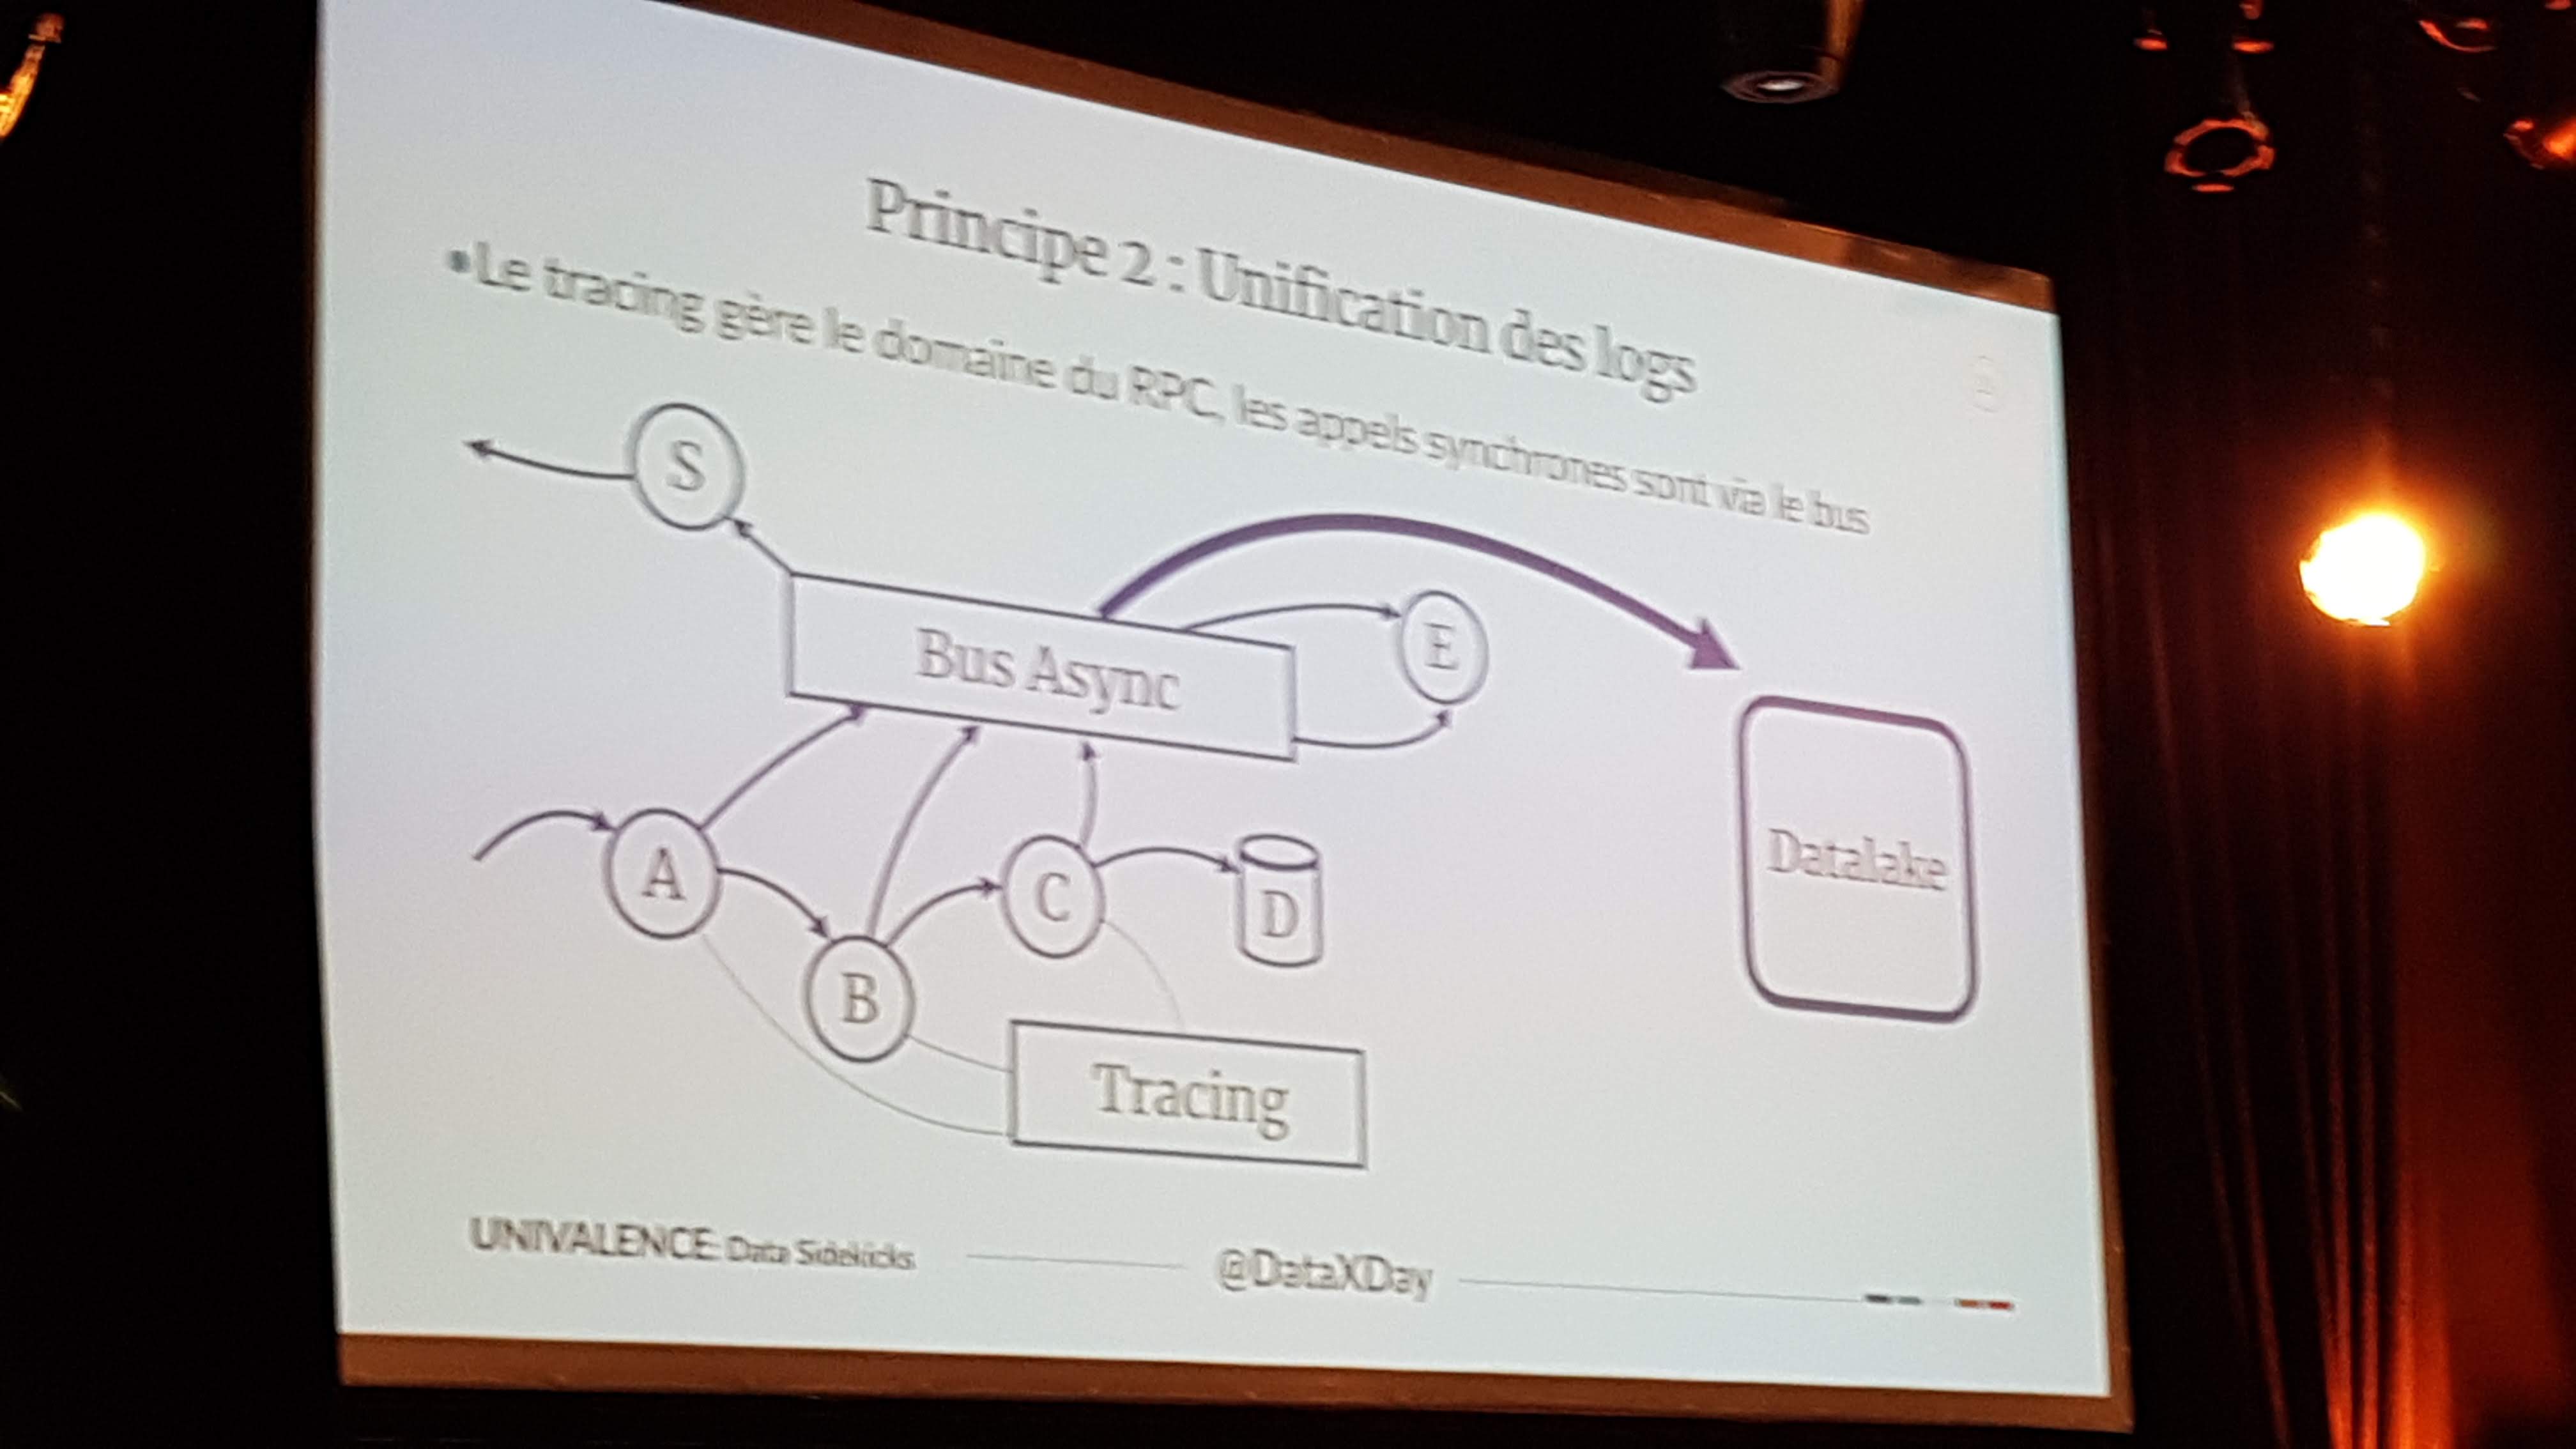 Principe 2 : Unification des logs
•Le tracing gère le domaine du RPC, les appels synchrones sont via le bus
S
Bus Async
E
A
B
C
D
Datalake
Tracing
UNIVALENCE Data Sidekicks
@DataXDay